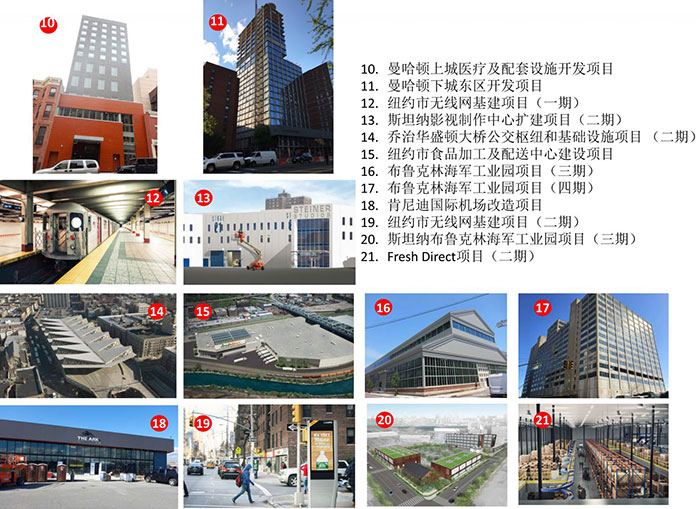 10
11
10. 曼哈顿上城医疗及配套设施开发项目
11. 曼哈顿下城东区开发项目
12. 纽约市无线网基建项目（一期）
13. 斯坦纳影视制作中心扩建项目（二期）
14. 乔治华盛顿大桥公交枢纽和基础设施项目 （二期）
15. 纽约市食品加工及配送中心建设项目
16. 布鲁克林海军工业园项目（三期）
17. 布鲁克林海军工业园项目（四期）
18. 肯尼迪国际机场改造项目
19. 纽约市无线网基建项目（二期）
20. 斯坦纳布鲁克林海军工业园项目（三期）
21. Fresh Direct项目（二期）
12
13
STAGE
STEINER
STUDIOS
14
15
16
17
18
THE ARK
19
20
21